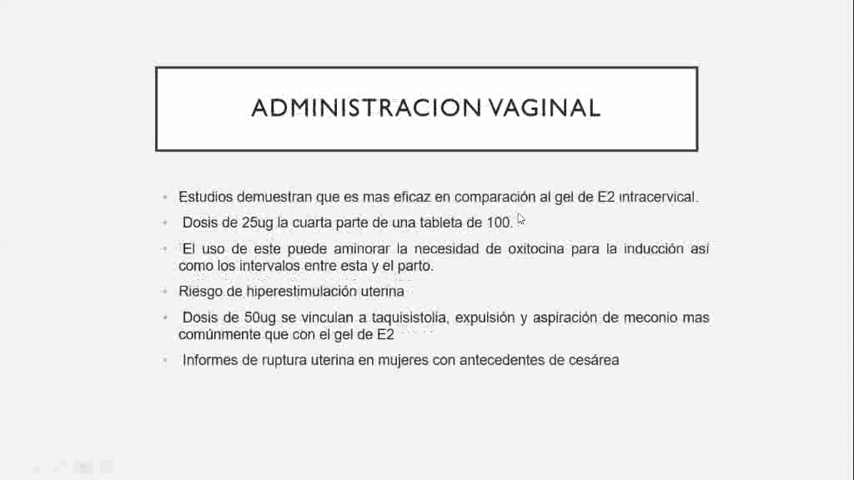 ADMINISTRACION VAGINAL
Estudios demuestran que es mas eficaz en comparación al gel de E2 intracervical.
Dosis de 25ug la cuarta parte de una tableta de 100.
El uso de este puede aminorar la necesidad de oxitocina para la inducción así
como los intervalos entre esta y el parto.
Riesgo de hiperestimulación uterina
Dosis de 50ug se vinculan a taquisistolia, expulsión y aspiración de meconio mas
comúnmente que con el gel de E2
Informes de ruptura uterina en mujeres con antecedentes de cesárea